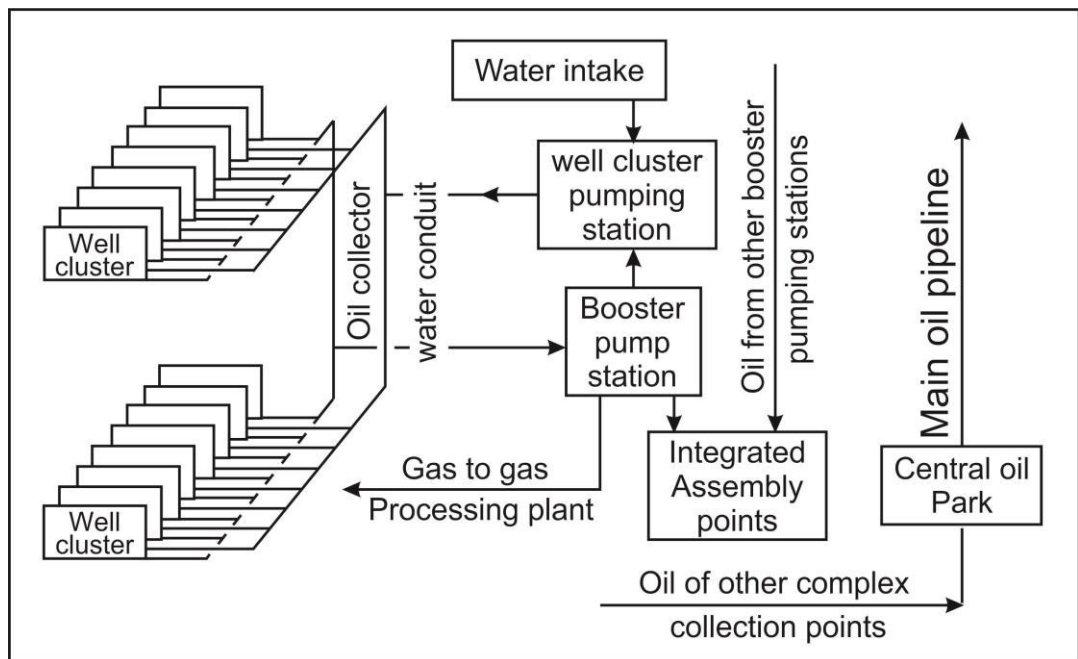 Water intake
well cluster
pumping
station
Oil from other booster
pumping stations
Main oil pipeline
Well
cluster
Oil collector
water conduit
Booster
pump
station
Well
cluster
Gas to gas
Processing plant
Integrated
Assembly
points
Central oil
Park
Oil of other complex
collection points